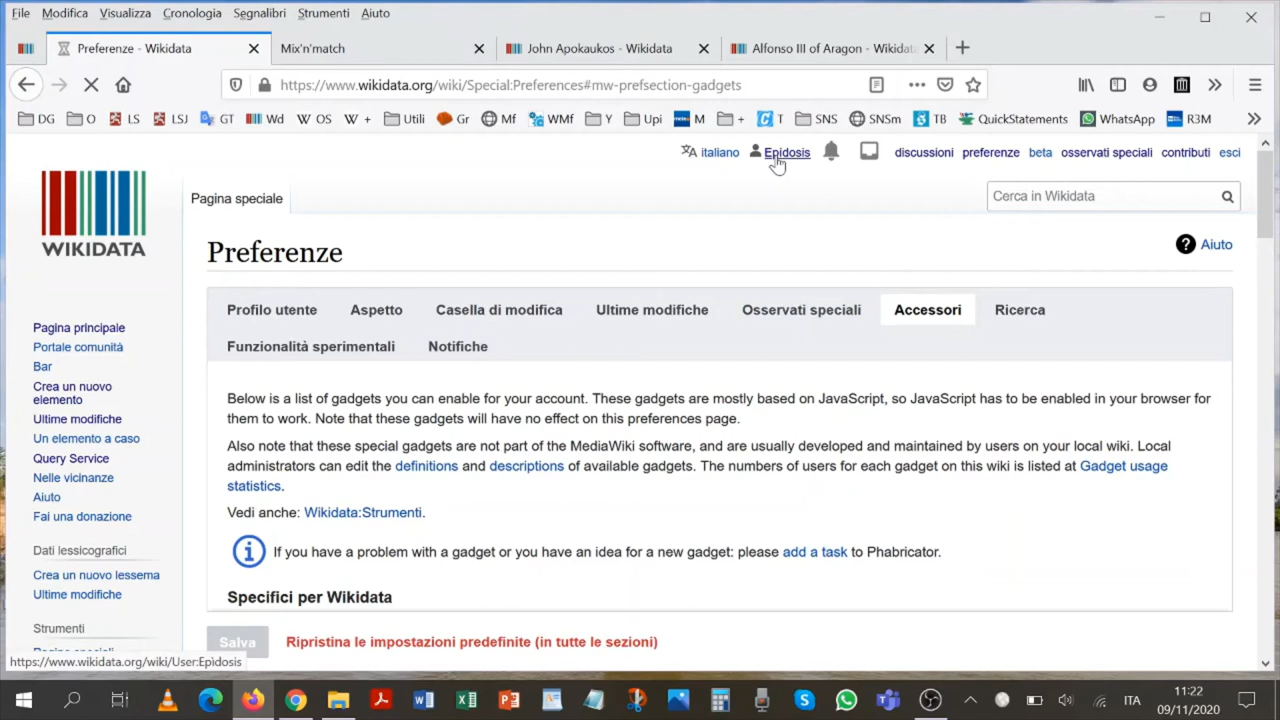 File Modifica Visualizza Cronologia Segnalibri Strumenti Aiuto
Preferenze - Wikidata Mix'n'match John Apokaukos - Wikidata Alfonso III of Aragon - Wikidata
https://www.wikidata.org/wiki/Special:Preferences#mw-prefsection-gadgets
DG O LS LSJ GT Wd OS + Utili Gr Mf WMf Y Upi M + T SNS SNSm TB QuickStatements WhatsApp R3M
italiano Epìdosis discussioni preferenze beta osservati speciali contributi esci
Pagina speciale
Cerca in Wikidata
WIKIDATA
Preferenze
Aiuto
Profilo utente Aspetto Casella di modifica Ultime modifiche Osservati speciali Accessori Ricerca
Funzionalità sperimentali Notifiche
Below is a list of gadgets you can enable for your account. These gadgets are mostly based on JavaScript, so JavaScript has to be enabled in your browser for
them to work. Note that these gadgets will have no effect on this preferences page.
Also note that these special gadgets are not part of the MediaWiki software, and are usually developed and maintained by users on your local wiki. Local
administrators can edit the definitions and descriptions of available gadgets. The numbers of users for each gadget on this wiki is listed at Gadget usage
statistics.
Vedi anche: Wikidata:Strumenti.
If you have a problem with a gadget or you have an idea for a new gadget: please add a task to Phabricator.
Specifici per Wikidata
Salva Ripristina le impostazioni predefinite (in tutte le sezioni)
Pagina principale
Portale comunità
Bar
Crea un nuovo
elemento
Ultime modifiche
Un elemento a caso
Query Service
Nelle vicinanze
Aiuto
Fai una donazione
Dati lessicografici
Crea un nuovo lessema
Ultime modifiche
Strumenti
Pagine speciali
https://www.wikidata.org/wiki/User:Epìdosis
ITA
11:22
09/11/2020